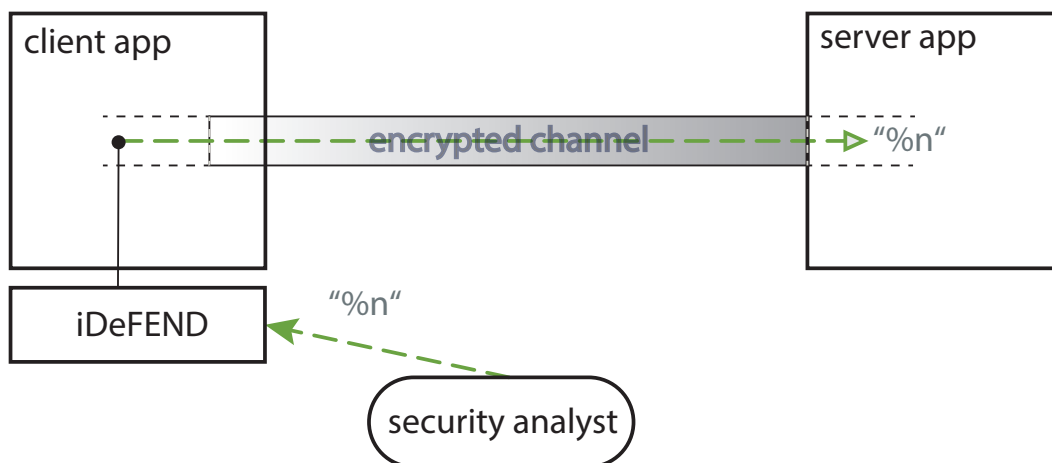 client app
server app
encrypted channel
“%n“
“%n“
iDeFEND
security analyst